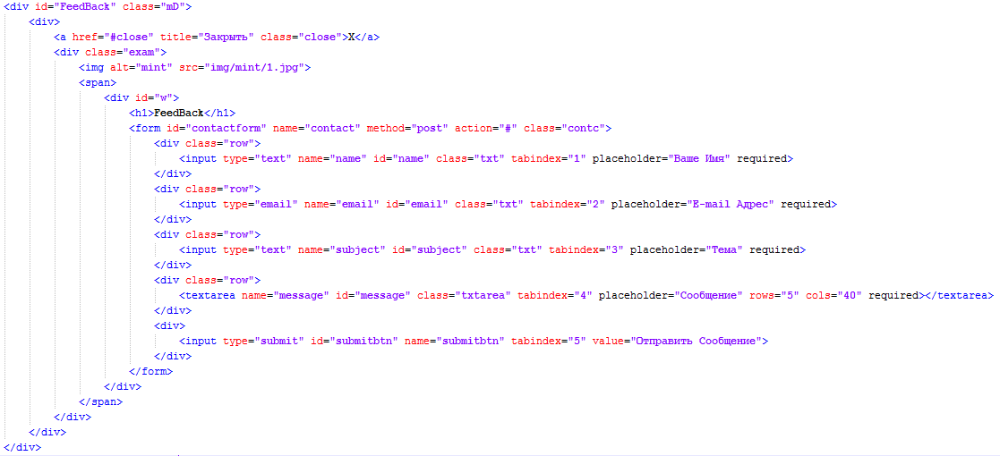 <div id="FeedBack" class="mD">
<div>
<a href="#close" title="Закрыть" class="close">X</a>
<div class="exam">
<img alt="mint" src="img/mint/1.jpg">
<span>
<div id="w">
<h1>FeedBack</h1>
<form id="contactform" name="contact" method="post" action="#" class="contc">
<div class="row">
<input type="text" name="name" id="name" class="txt" tabindex="1" placeholder="Ваше Имя" required>
</div>
<div class="row">
<input type="email" name="email" id="email" class="txt" tabindex="2" placeholder="E-mail Адрес" required>
</div>
<div class="row">
<input type="text" name="subject" id="subject" class="txt" tabindex="3" placeholder="Тема" required>
</div>
<div class="row">
<textarea name="message" id="message" class="txtarea" tabindex="4" placeholder="Сообщение" rows="5" cols="40" required></textarea>
</div>
<div>
<input type="submit" id="submitbtn" name="submitbtn" tabindex="5" value="Отправить Сообщение">
</div>
</form>
</div>
</span>
</div>
</div>
</div>